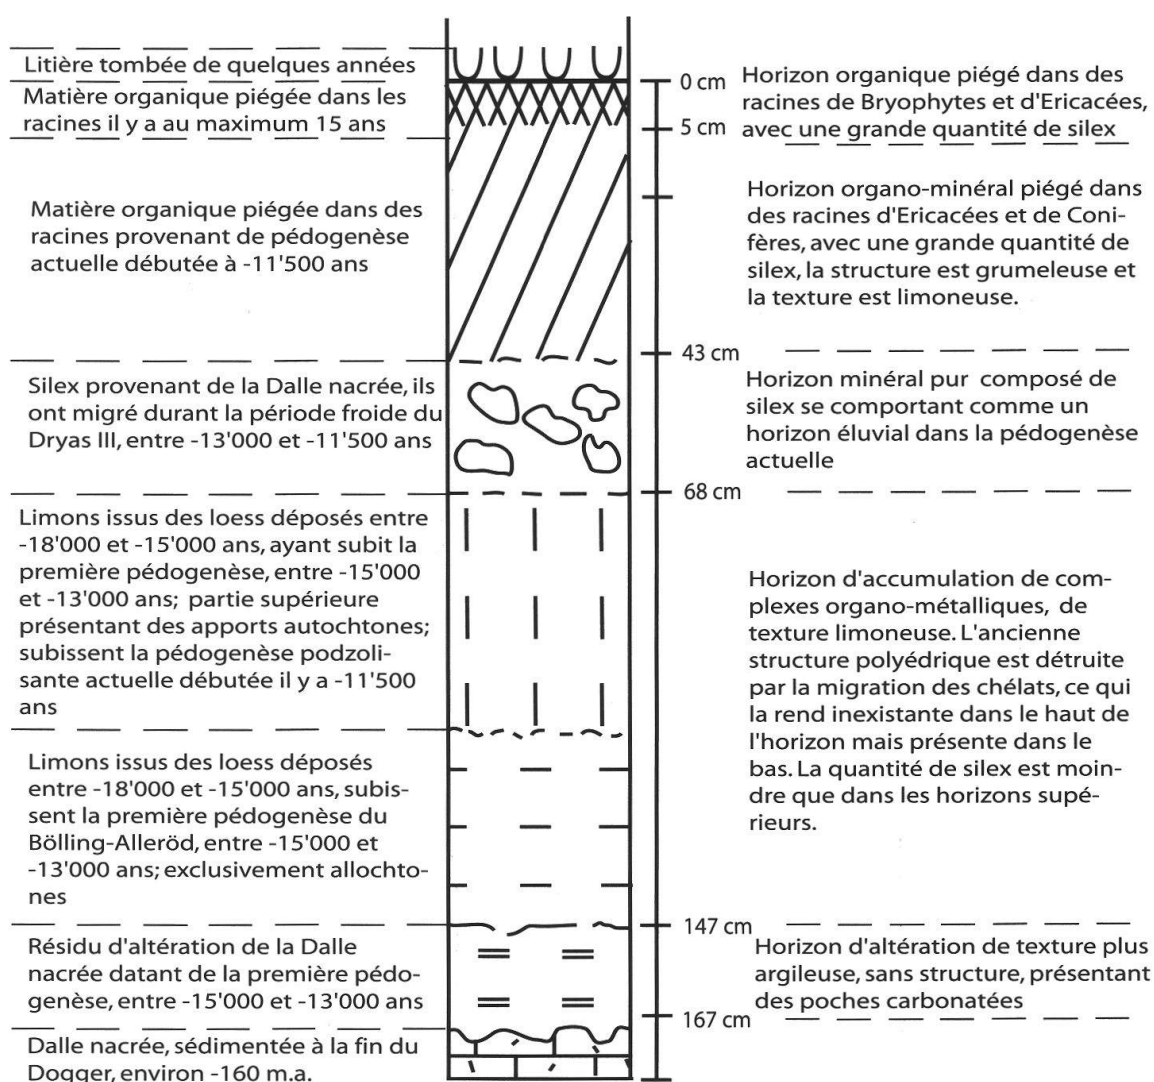 Litière tombée de quelques années
Matière organique piégée dans les
racines il y a au maximum 15 ans
Matière organique piégée dans des
racines provenant de pédogenèse
actuelle débutée à -11'500 ans
Silex provenant de la Dalle nacrée, ils
ont migré durant la période froide du
Dryas III, entre -13'000 et -11'500 ans
Limons issus des loess déposés entre
-18'000 et -15'000 ans, ayant subit la
première pédogenèse, entre -15'000
et -13'000 ans; partie supérieure
présentant des apports autochtones;
subissent la pédogenèse podzoli-
sante actuelle débutée il y a -11'500
ans
Limons issus des loess déposés
entre -18'000 et -15'000 ans, subis-
sent la première pédogenèse du
Bölling-Alleröd, entre -15'000 et
-13'000 ans; exclusivement allochto-
nes
Résidu d'altération de la Dalle
nacrée datant de la première pédo-
genèse, entre -15'000 et -13'000 ans
Dalle nacrée, sédimentée à la fin du
Dogger, environ -160 m.a.
0 cm
5 cm
43 cm
68 cm
147 cm
167 cm
Horizon organique piégé dans des
racines de Bryophytes et d'Ericacées,
avec une grande quantité de silex
Horizon organo-minéral piégé dans
des racines d'Ericacées et de Coni-
fères, avec une grande quantité de
silex, la structure est grumeleuse et
la texture est limoneuse.
Horizon minéral pur composé de
silex se comportant comme un
horizon éluvial dans la pédogenèse
actuelle
Horizon d'accumulation de com-
plexes organo-métalliques, de
texture limoneuse. L'ancienne
structure polyédrique est détruite
par la migration des chélats, ce qui
la rend inexistante dans le haut de
l'horizon mais présente dans le
bas. La quantité de silex est moin-
dre que dans les horizons supé-
rieurs.
Horizon d'altération de texture plus
argileuse, sans structure, présentant
des poches carbonatées